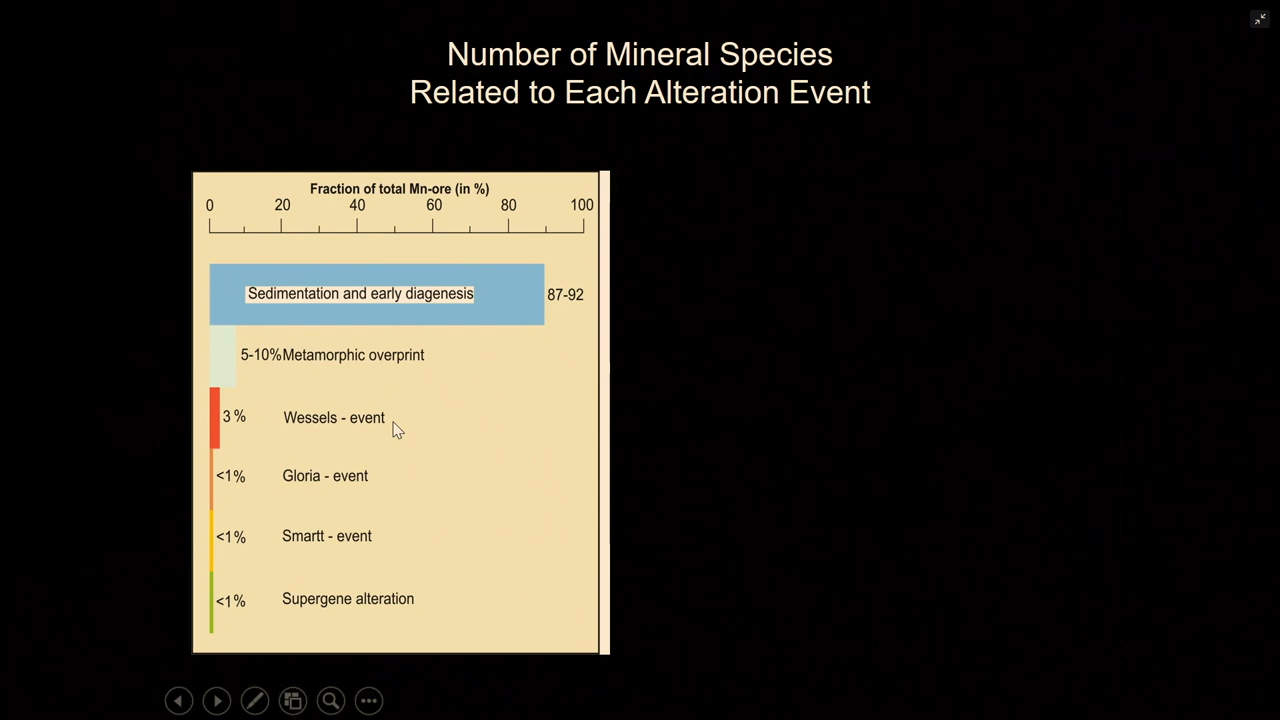 Number of Mineral Species
Related to Each Alteration Event
Fraction of total Mn-ore (in %)
0 20 40 60 80 100
Sedimentation and early diagenesis 87-92
5-10% Metamorphic overprint
3 % Wessels - event
<1% Gloria - event
<1% Smartt - event
<1% Supergene alteration